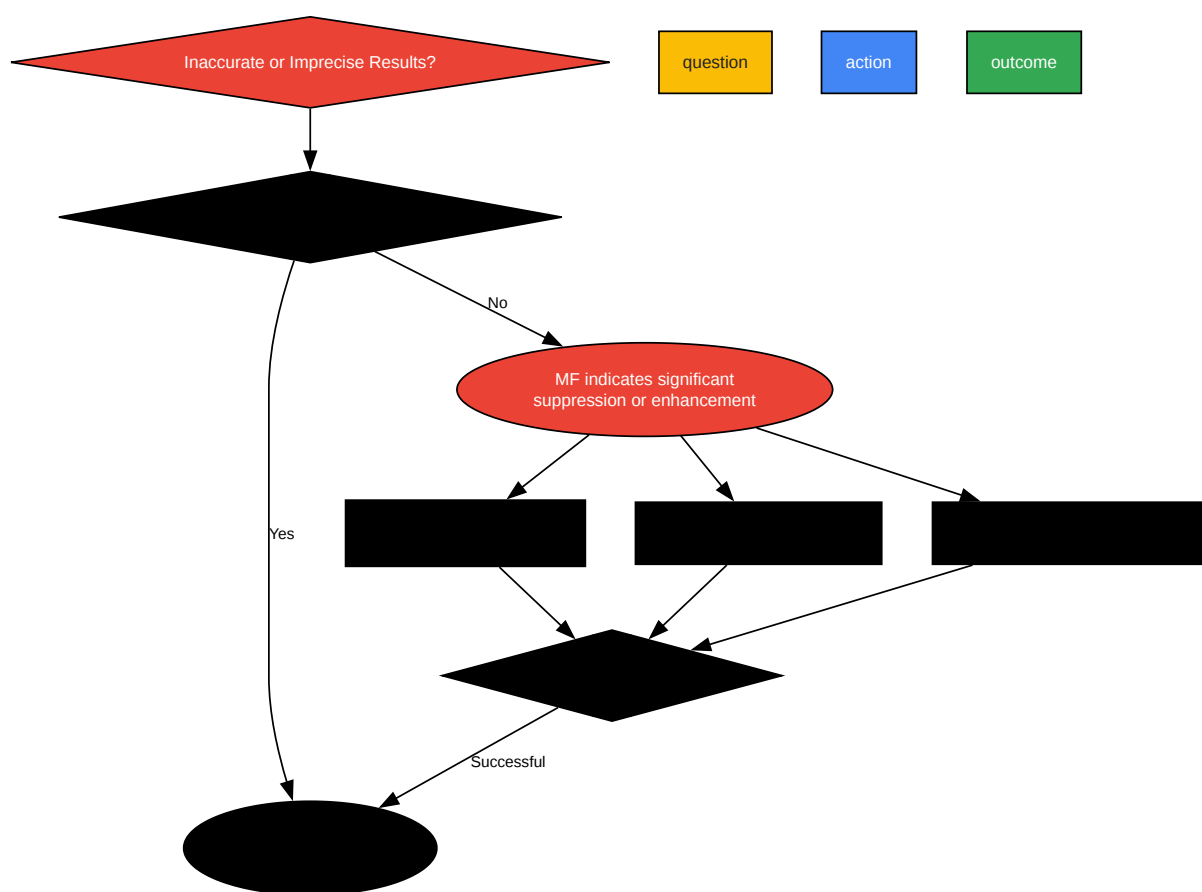 Inaccurate or Imprecise Results?
question
action
outcome
No
MF indicates significant
suppression or enhancement
Yes
Successful